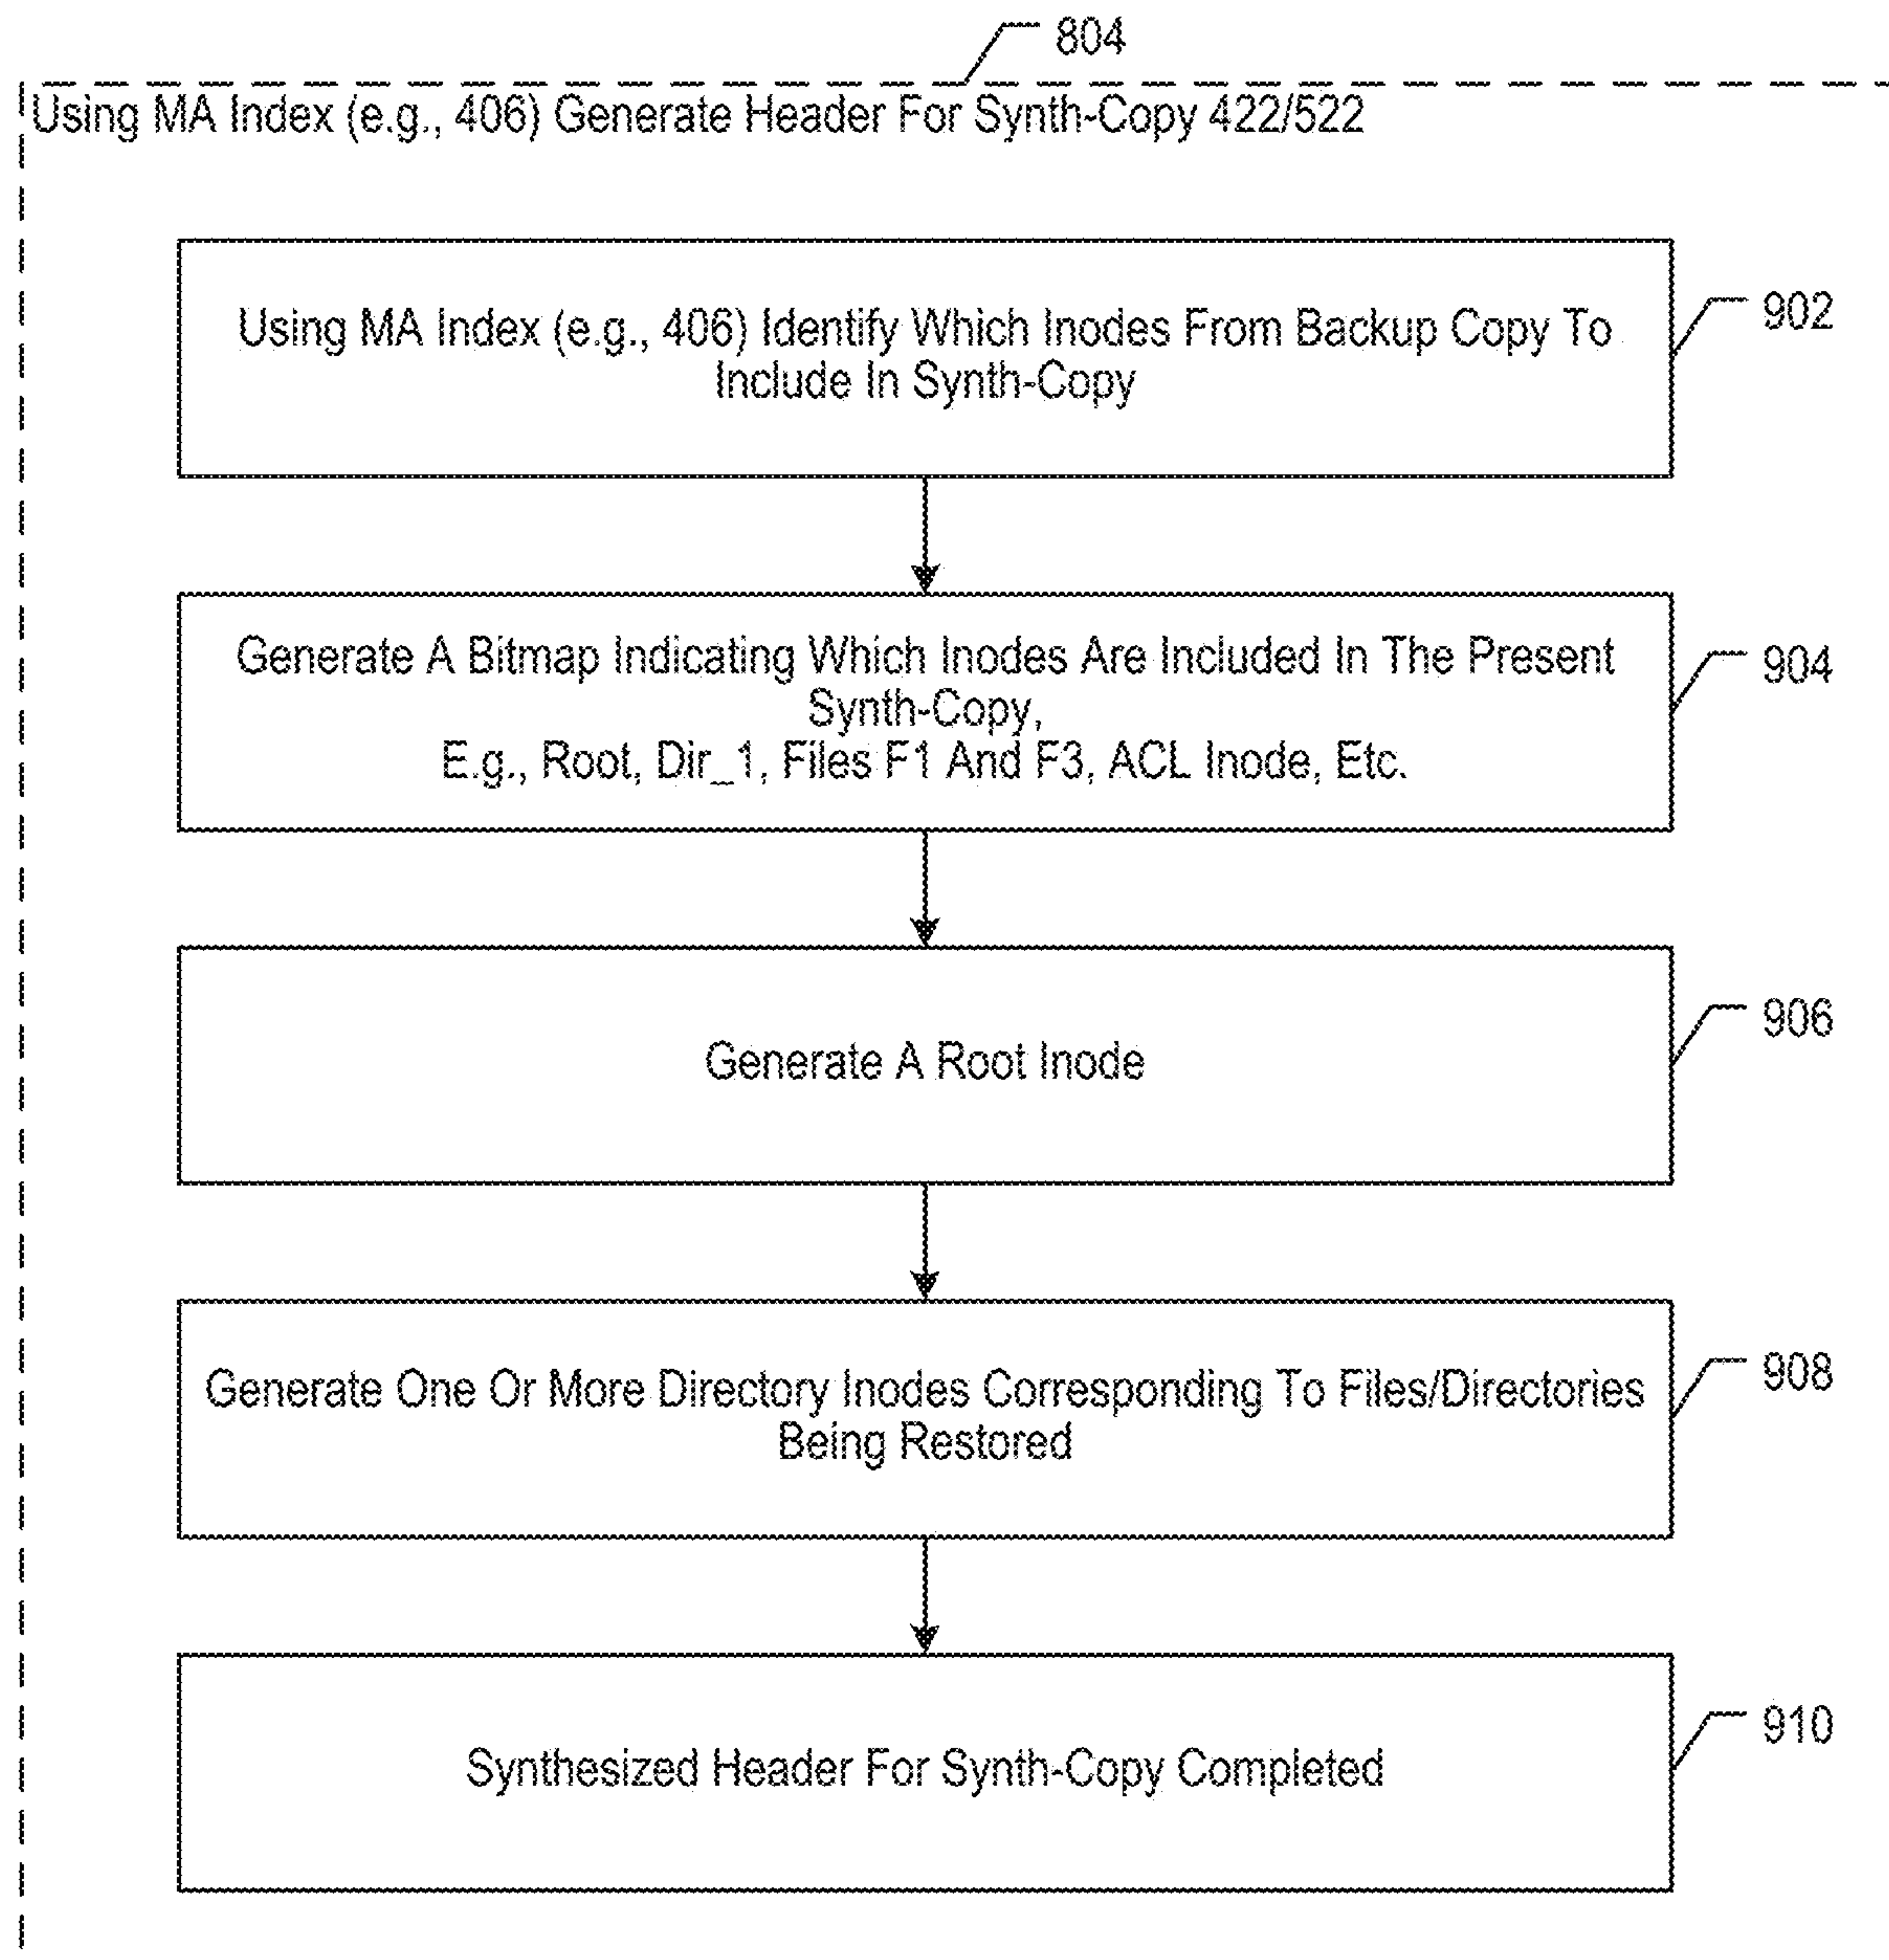 804
Using MA Index (e.g., 406) Generate Header For Synth-Copy 422/522
Using MA Index (e.g., 406) Identify Which Inodes From Backup Copy To
Include In Synth-Copy
902
Generate A Bitmap Indicating Which Inodes Are Included In The Present
Synth-Copy,
E.g., Root, Dir_1, Files F1 And F3, ACL Inode, Etc.
904
Generate A Root Inode
906
Generate One Or More Directory Inodes Corresponding To Files/Directories
Being Restored
908
Synthesized Header For Synth-Copy Completed
910